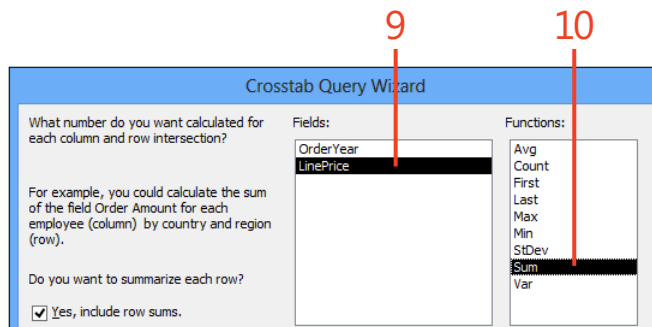 9
10
Crosstab Query Wizard
What number do you want calculated for
each column and row intersection?
For example, you could calculate the sum
of the field Order Amount for each
employee (column) by country and region
(row).
Do you want to summarize each row?
Yes, include row sums.
Fields:
OrderYear
LinePrice
Functions:
Avg
Count
First
Last
Max
Min
StDev
Sum
Var